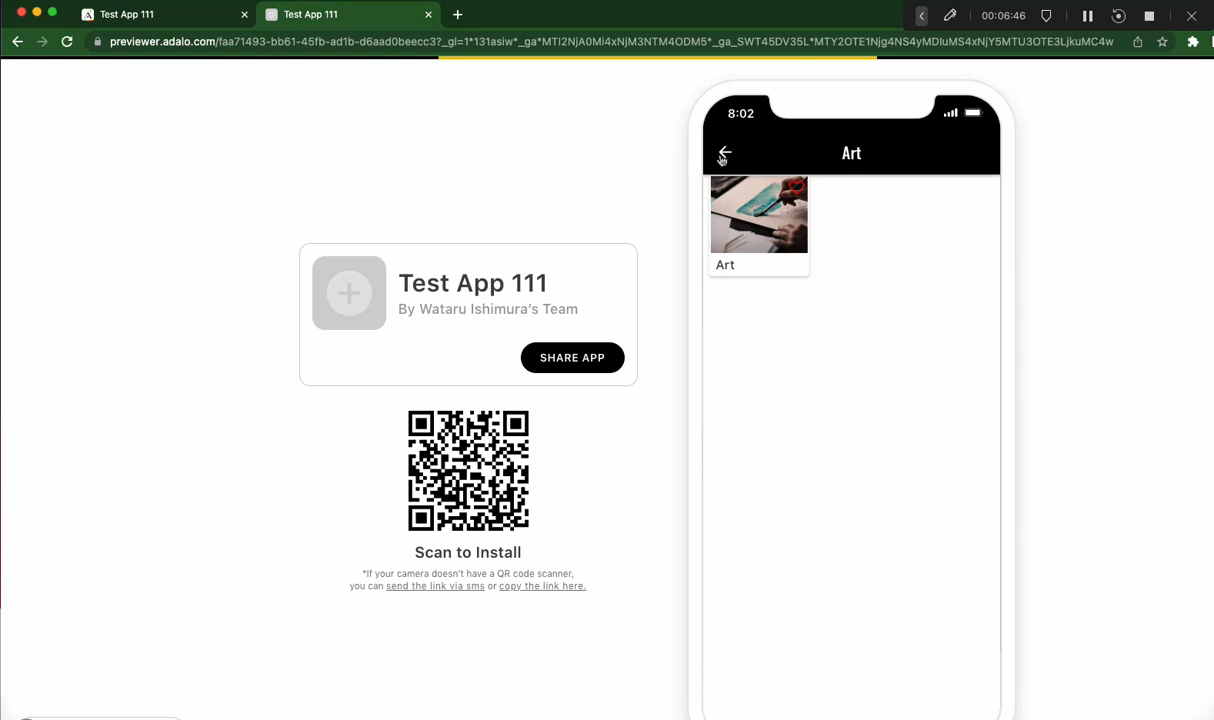 Test App 111
Test App 111
00:06:46
previewer.adalo.com/faa71493-bb61-45fb-ad1b-d6aad0beecc3?_gl=1*131asiw*_ga*MTI2NjA0Mi4xNjM3NTM4ODM5*_ga_SWT45DV35L*MTY2OTE1Njg4NS4yMDIuMS4xNjY5MTU3OTE3LjkuMC4w
8:02
Art
Art
Test App 111
By Wataru Ishimura's Team
SHARE APP
Scan to Install
*If your camera doesn't have a QR code scanner,
you can send the link via sms or copy the link here.